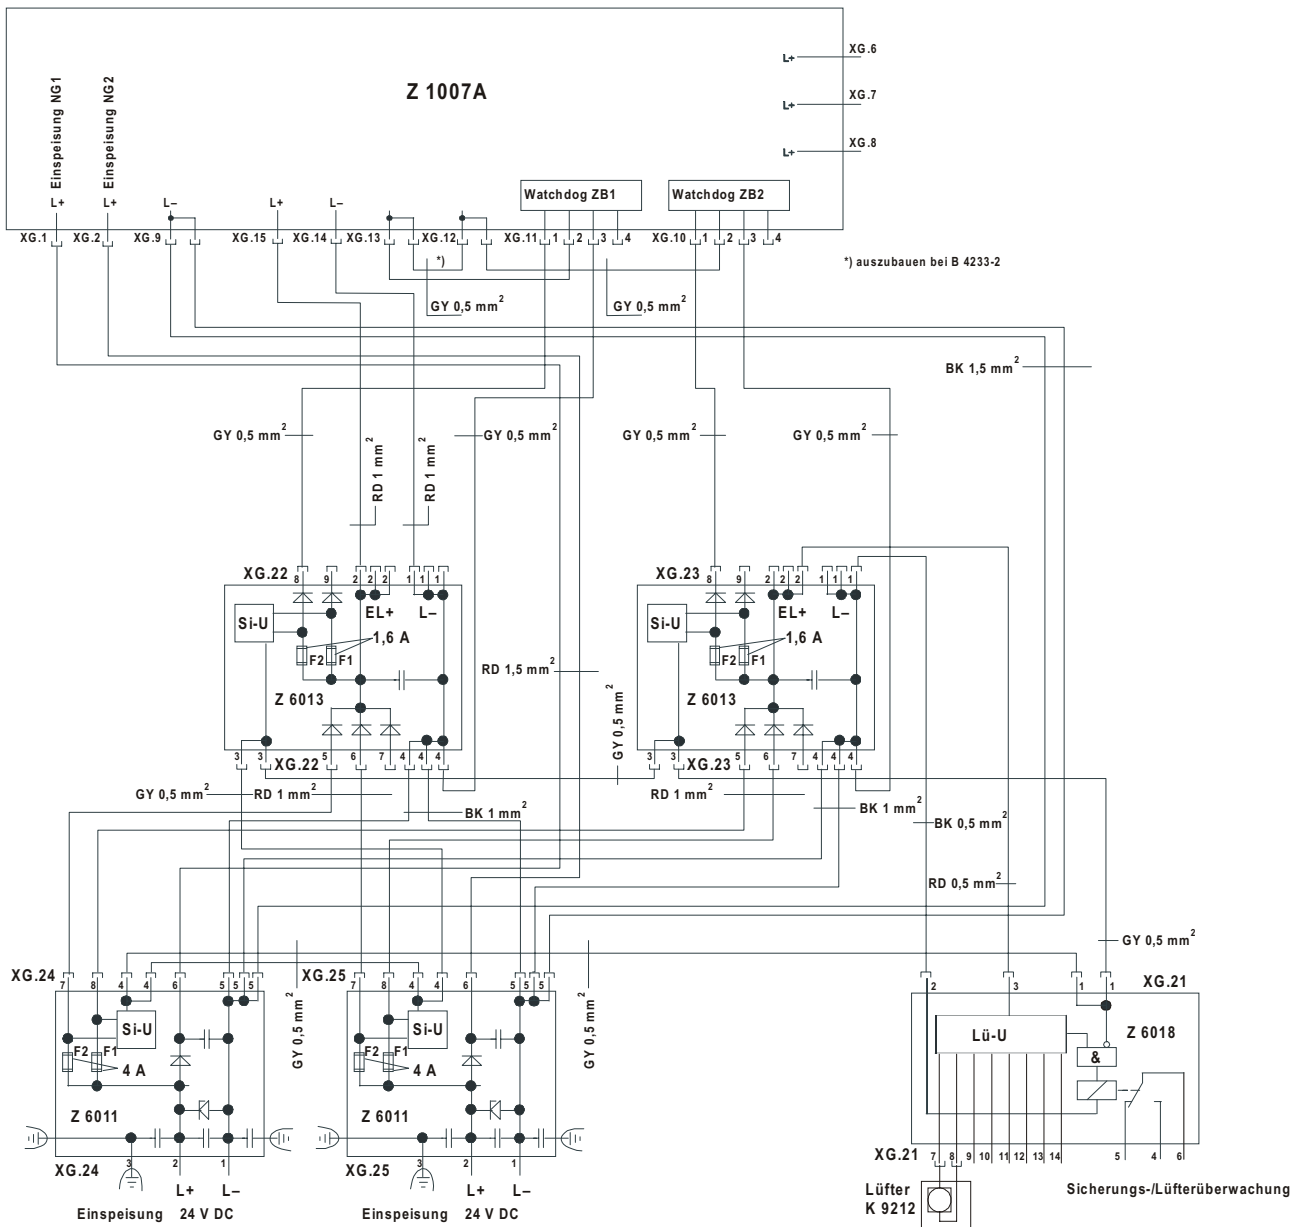 XG.6
L+
Einspeisung NG1
Einspeisung NG2
Z 1007A
XG.7
L+
XG.8
L+
Watchdog ZB1
Watchdog ZB2
L+
L+
L–
L+
L–
XG.1
XG.2
XG.9
XG.15
XG.14
XG.13
XG.12
XG.11
1
2
3
4
XG.10
1
2
3
4
*)
*) auszubauen bei B 4233-2
GY 0,5 mm²
GY 0,5 mm²
BK 1,5 mm²
GY 0,5 mm²
RD 1 mm²
RD 1 mm²
GY 0,5 mm²
GY 0,5 mm²
GY 0,5 mm²
XG.22
8
9
2
2
2
1
1
1
XG.23
8
9
2
2
2
1
1
1
Si-U
EL+
L–
1,6 A
F2
F1
Z 6013
Si-U
EL+
L–
1,6 A
F2
F1
Z 6013
RD 1,5 mm²
GY 0,5 mm²
3
3
XG.22
5
6
7
4
4
4
3
3
XG.23
5
6
7
4
4
4
GY 0,5 mm²
RD 1 mm²
BK 1 mm²
RD 1 mm²
BK 1 mm²
BK 0,5 mm²
RD 0,5 mm²
GY 0,5 mm²
GY 0,5 mm²
GY 0,5 mm²
XG.24
7
8
4
4
6
5
5
5
XG.25
7
8
4
4
6
5
5
5
2
3
1
1
XG.21
Si-U
F2
F1
4 A
Z 6011
Si-U
F2
F1
4 A
Z 6011
Lü-U
Z 6018
&
XG.24
3
2
1
L+
L–
Einspeisung 24 V DC
XG.25
3
2
1
L+
L–
Einspeisung 24 V DC
XG.21
7
8
9
10
11
12
13
14
5
4
6
Lüfter
K 9212
Sicherungs-/Lüfterüberwachung